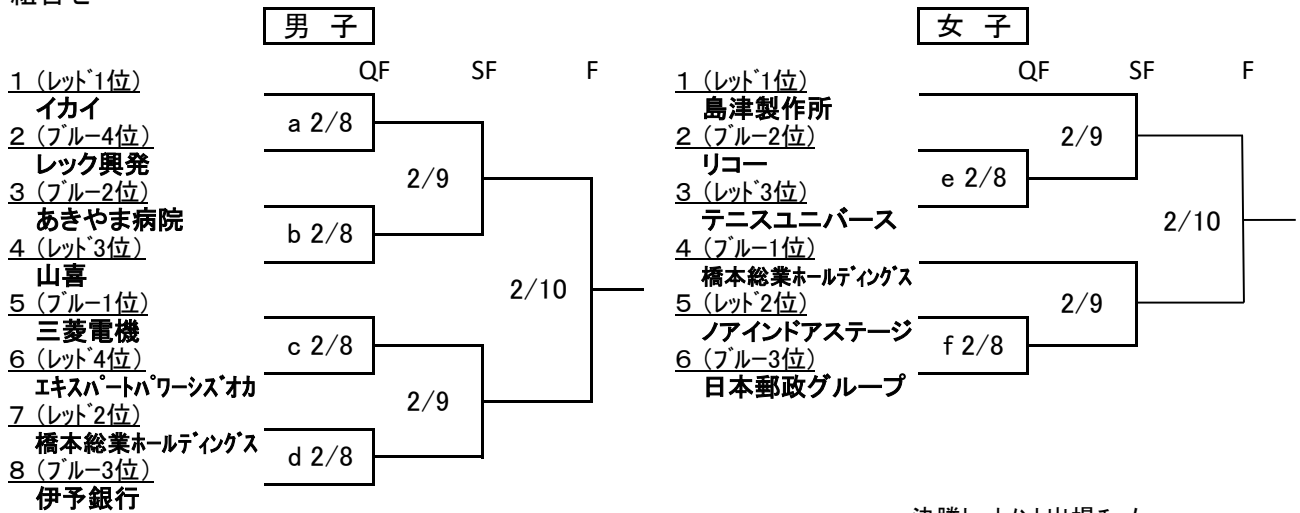 組合せ
男 子
QF SF F
1 (レッド1位)
イカイ
2 (ブルー4位)
レック興発
3 (ブルー2位)
あきやま病院
4 (レッド3位)
山喜
5 (ブルー1位)
三菱電機
6 (レッド4位)
エキスパートパワーシズオカ
7 (レッド2位)
橋本総業ホールディングス
8 (ブルー3位)
伊予銀行
a 2/8
b 2/8
c 2/8
d 2/8
2/9
2/9
2/10
女 子
QF SF F
1 (レッド1位)
島津製作所
2 (ブルー2位)
リコー
3 (レッド3位)
テニスユニバース
4 (ブルー1位)
橋本総業ホールディングス
5 (レッド2位)
ノアインドアステージ
6 (ブルー3位)
日本郵政グループ
e 2/8
f 2/8
2/9
2/9
2/10